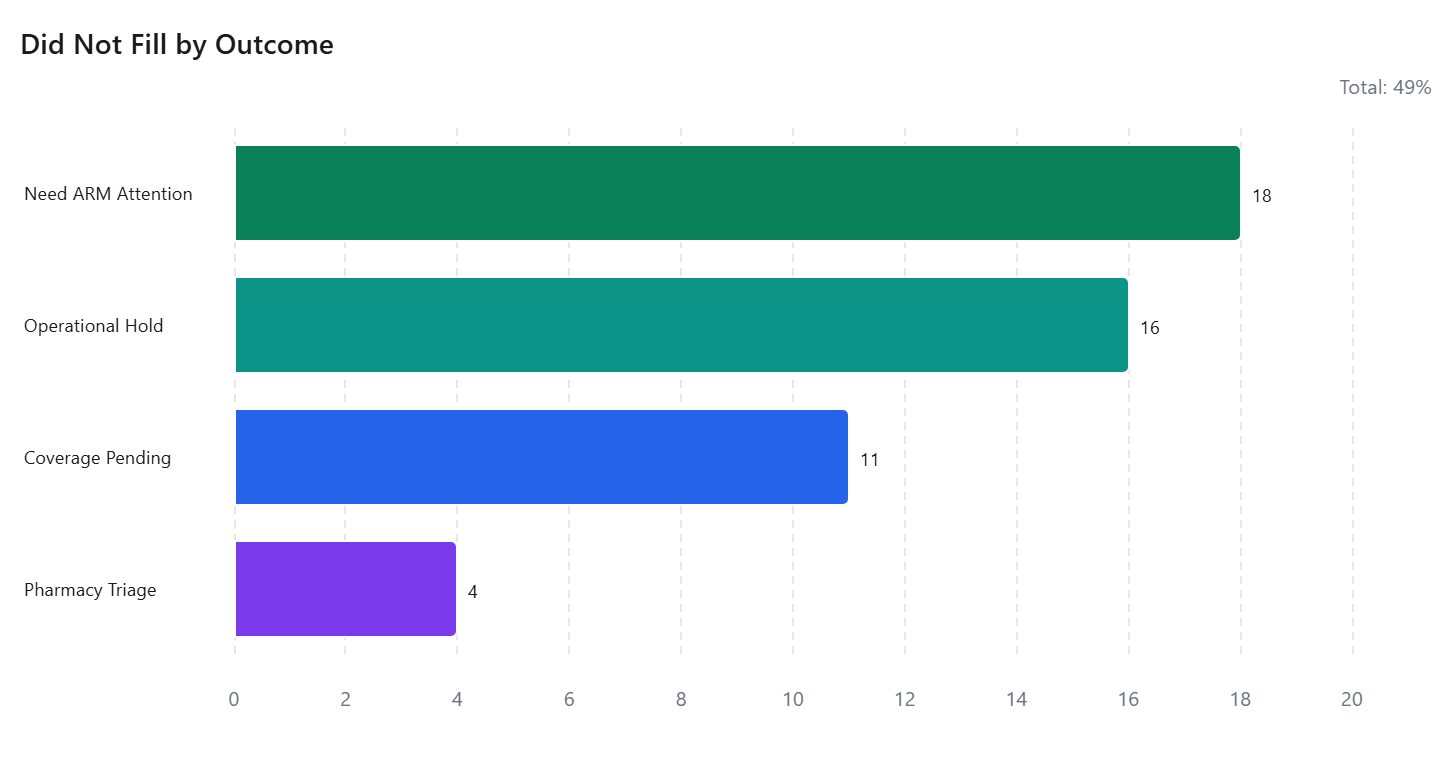 Did Not Fill by Outcome
Total: 49%
Need ARM Attention
18
Operational Hold
16
Coverage Pending
11
Pharmacy Triage
4
0 2 4 6 8 10 12 14 16 18 20